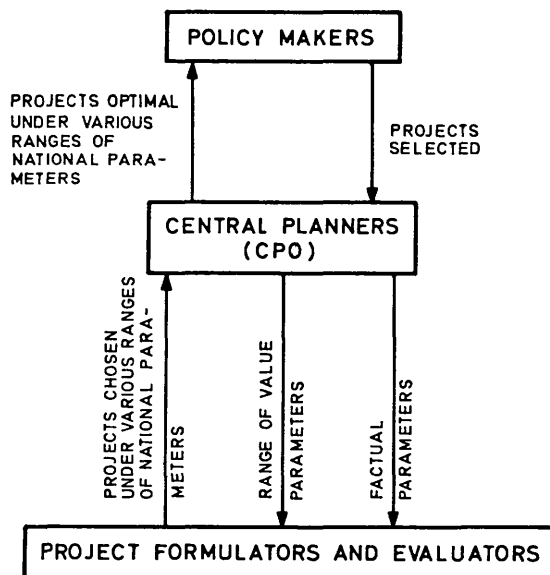 POLICY MAKERS
PROJECTS OPTIMAL
UNDER VARIOUS
RANGES OF
NATIONAL PARA-
METERS
PROJECTS
SELECTED
CENTRAL PLANNERS
(CPO)
PROJECTS CHOSEN
UNDER VARIOUS RANGES
OF NATIONAL PARA-
METERS
RANGE OF VALUE
PARAMETERS
FACTUAL
PARAMETERS
PROJECT FORMULATORS AND EVALUATORS